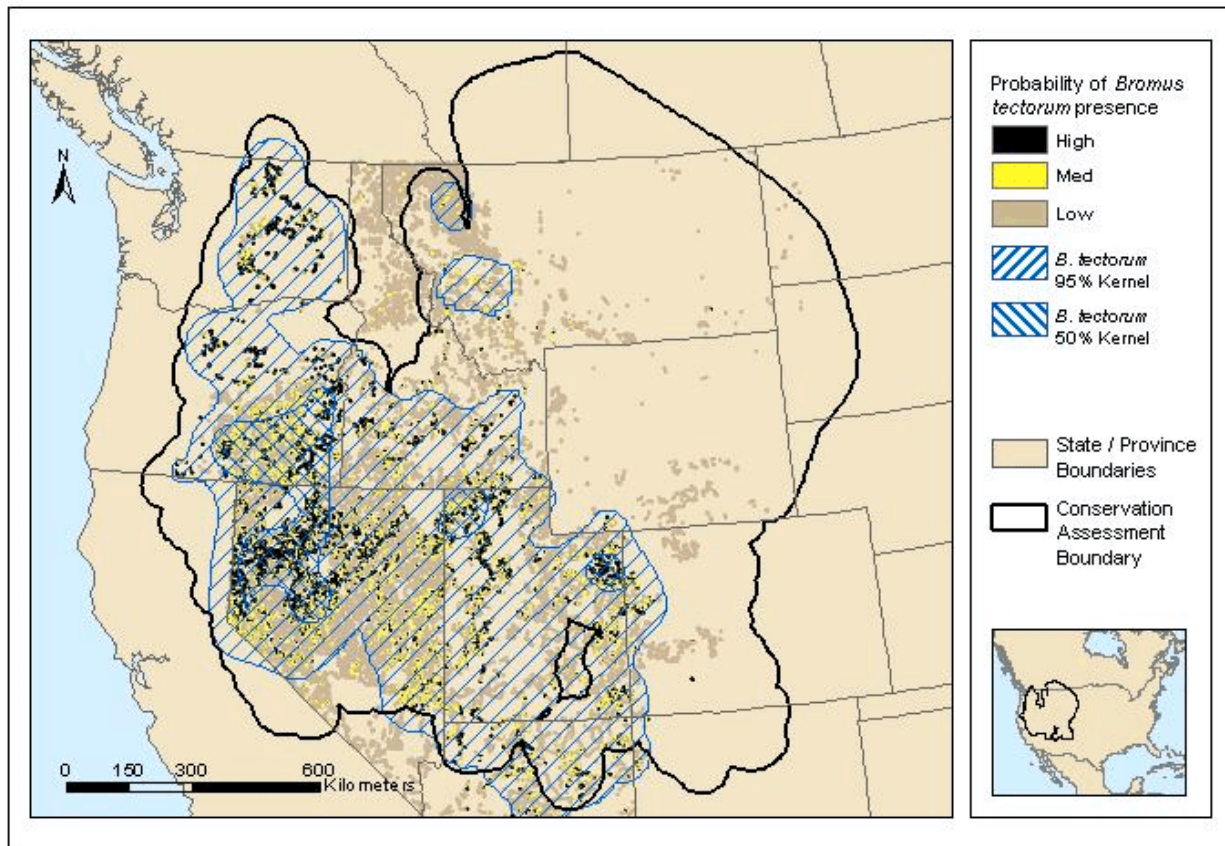 N
0 150 300 600
Kilometers
Probability of Bromus
tectorum presence
High
Med
Low
B. tectorum
95% Kernel
B. tectorum
50% Kernel
State / Province
Boundaries
Conservation
Assessment
Boundary